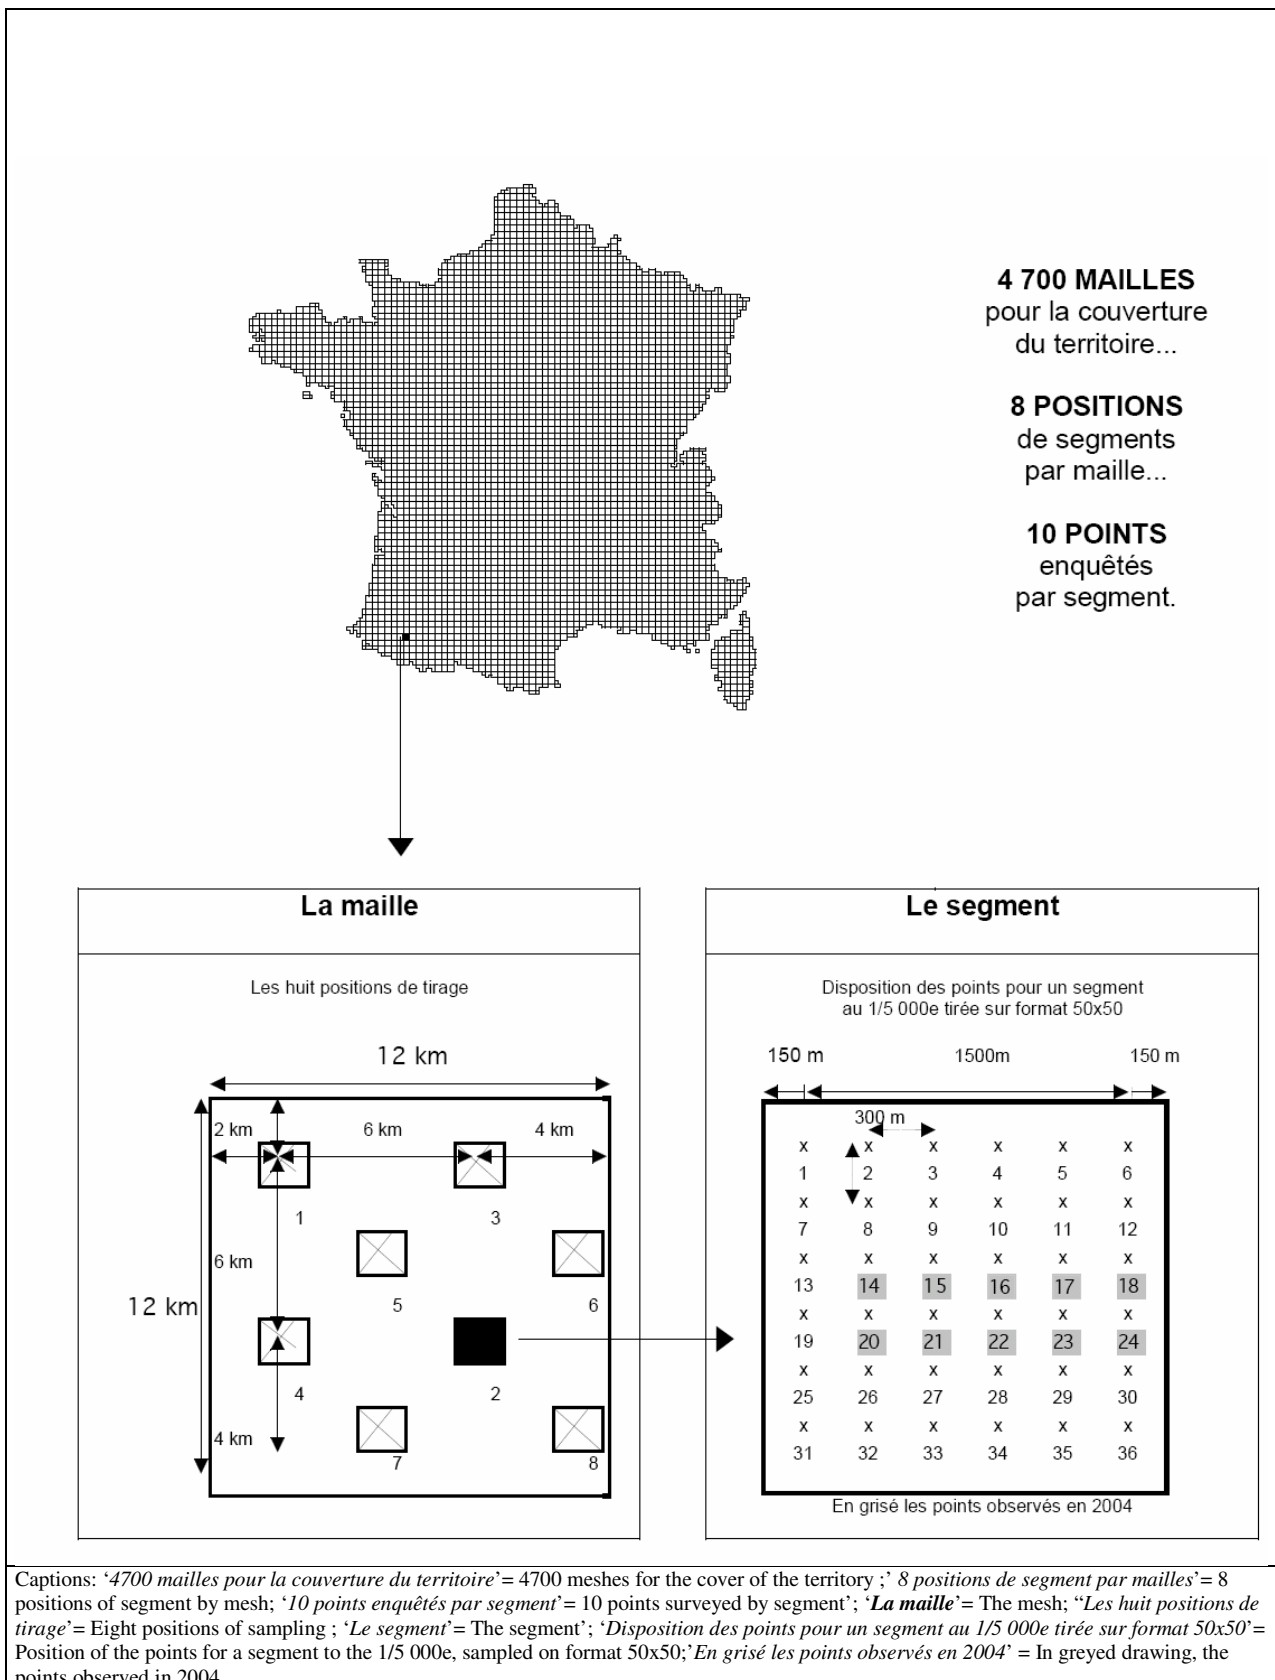 4 700 MAILLES
pour la couverture
du territoire...
8 POSITIONS
de segments
par maille...
10 POINTS
enquêtés
par segment.
La maille
Les huit positions de tirage
12 km
2 km
6 km
4 km
1
3
6 km
5
6
12 km
4
2
4 km
7
8
Le segment
Disposition des points pour un segment
au 1/5 000e tirée sur format 50x50
150 m
1500m
150 m
300 m
x x x x x x
1 2 3 4 5 6
x x x x x x
7 8 9 10 11 12
x x x x x x
13 14 15 16 17 18
x x x x x x
19 20 21 22 23 24
x x x x x x
25 26 27 28 29 30
x x x x x x
31 32 33 34 35 36
En grisé les points observés en 2004
Captions: ‘4700 mailles pour la couverture du territoire’= 4700 meshes for the cover of the territory ;’ 8 positions de segment par mailles’= 8
positions of segment by mesh; ‘10 points enquêtés par segment’= 10 points surveyed by segment’; ‘La maille’= The mesh; “Les huit positions de
tirage’= Eight positions of sampling ; ‘Le segment’= The segment’; ‘Disposition des points pour un segment au 1/5 000e tirée sur format 50x50’=
Position of the points for a segment to the 1/5 000e, sampled on format 50x50;’En grisé les points observés en 2004’ = In greyed drawing, the
points observed in 2004